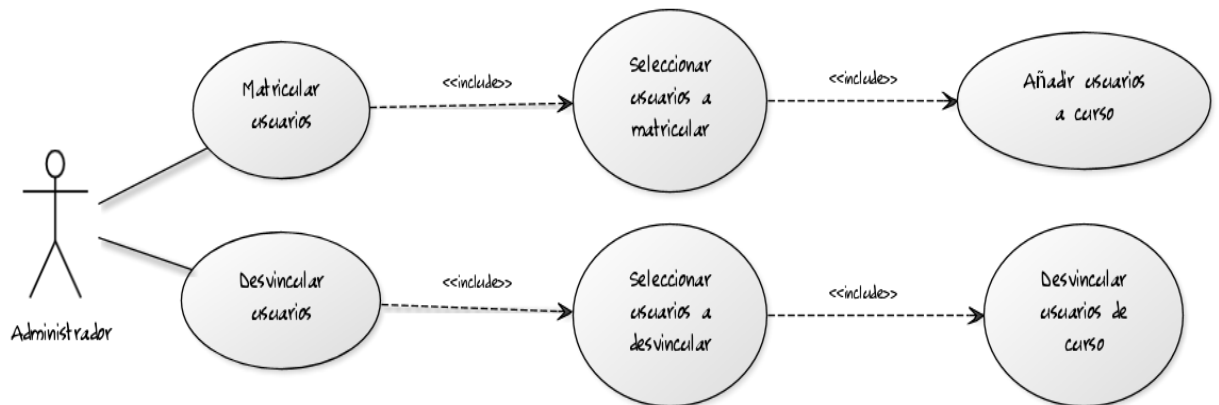 Matricular
usuarios
<<include>>
Seleccionar
usuarios a
matricular
<<include>>
Añadir usuarios
a curso
Administrador
Desvincular
usuarios
<<include>>
Seleccionar
usuarios a
desvincular
<<include>>
Desvincular
usuarios de
curso